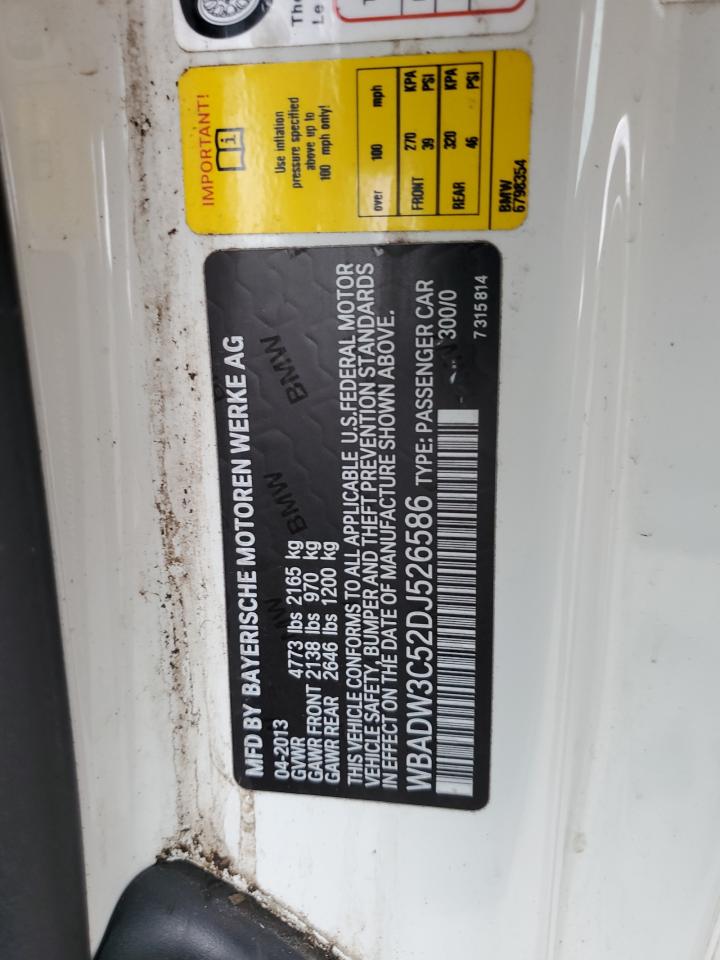 The
Le
IMPORTANT!
Use infiation
pressure specified
above up to
100 mph only!
over 100 mph
FRONT 270 KPA
39 PSI
REAR 320 KPA
46 PSI
BMW
6798354
MFD BY BAYERISCHE MOTOREN WERKE AG
04-2013
GVWR 4773 lbs 2165 kg
GAWR FRONT 2138 lbs 970 kg
GAWR REAR 2646 lbs 1200 kg
THIS VEHICLE CONFORMS TO ALL APPLICABLE U.S.FEDERAL MOTOR
VEHICLE SAFETY, BUMPER AND THEFT PREVENTION STANDARDS
IN EFFECT ON THE DATE OF MANUFACTURE SHOWN ABOVE.
WBADW3C52DJ526586 TYPE: PASSENGER CAR
300/0
7315814
BMW
BMW